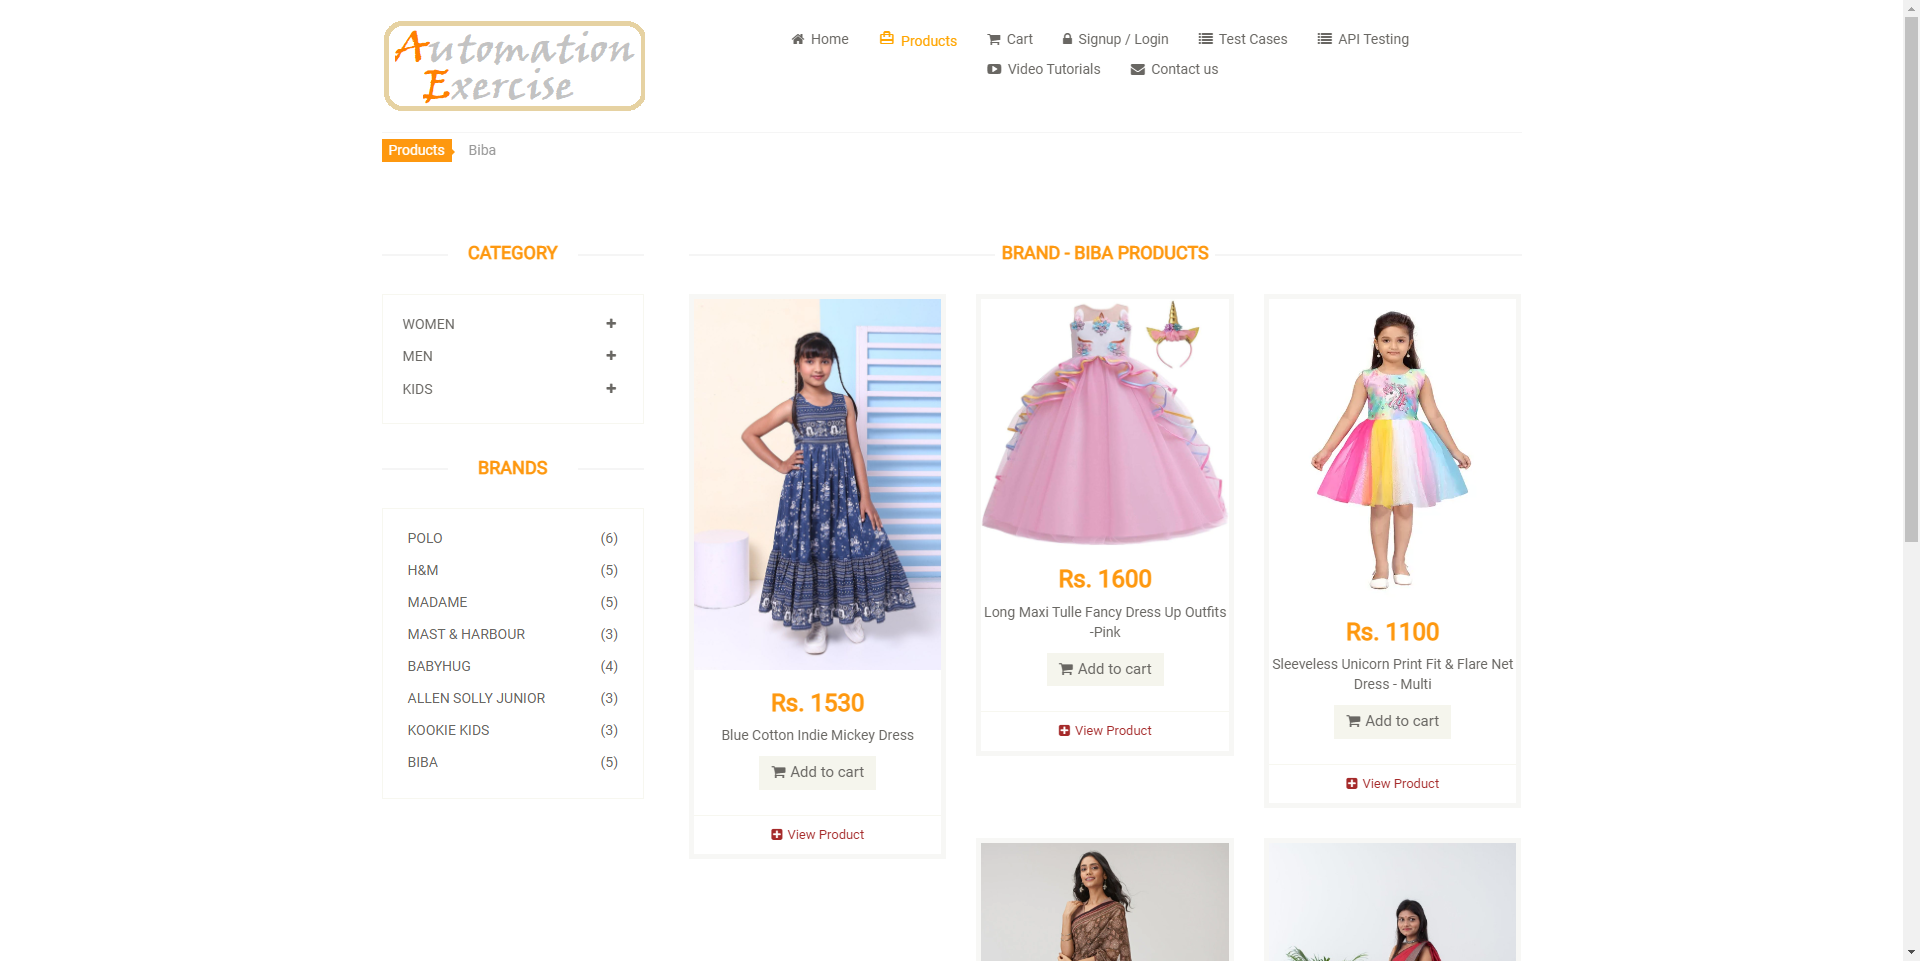 Automation
Exercise
Home
Products
Cart
Signup / Login
Test Cases
API Testing
Video Tutorials
Contact us
Products
Biba
CATEGORY
WOMEN
MEN
KIDS
BRANDS
POLO (6)
H&M (5)
MADAME (5)
MAST & HARBOUR (3)
BABYHUG (4)
ALLEN SOLLY JUNIOR (3)
KOOKIE KIDS (3)
BIBA (5)
BRAND - BIBA PRODUCTS
Rs. 1530
Blue Cotton Indie Mickey Dress
Add to cart
View Product
Rs. 1600
Long Maxi Tulle Fancy Dress Up Outfits
-Pink
Add to cart
View Product
Rs. 1100
Sleeveless Unicorn Print Fit & Flare Net
Dress - Multi
Add to cart
View Product